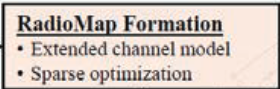 RadioMap Formation
• Extended channel model
• Sparse optimization